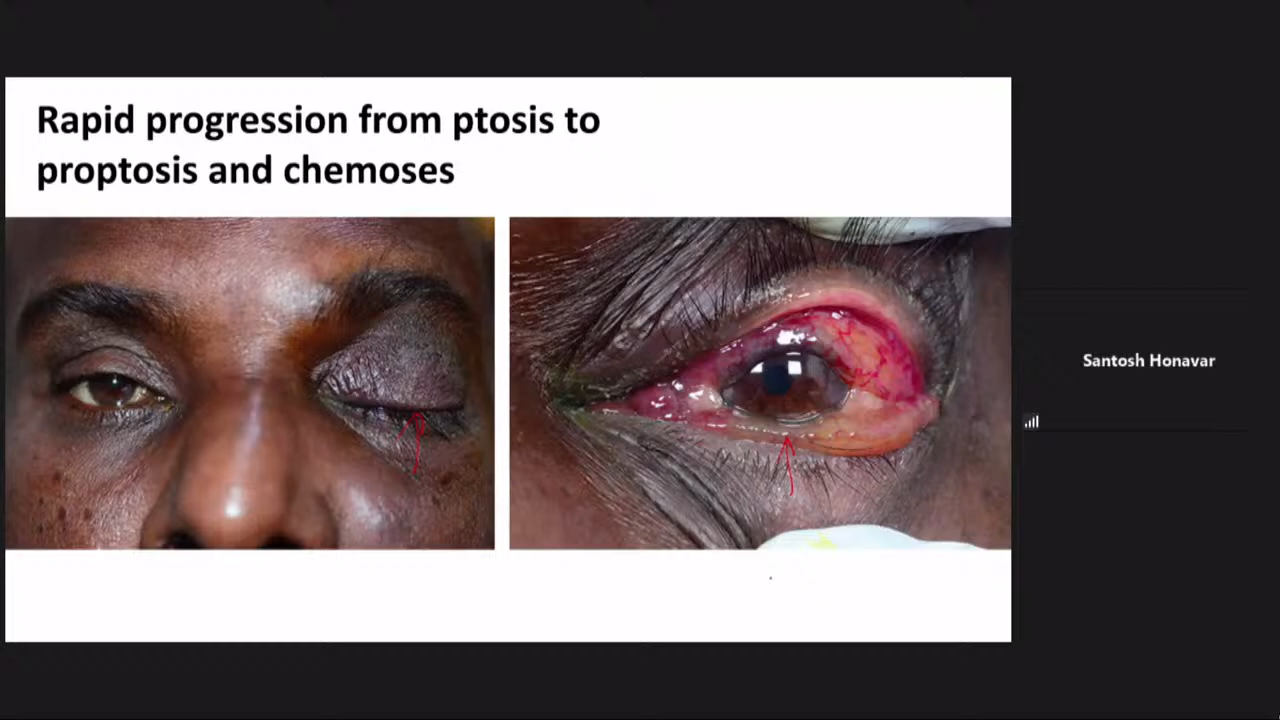 Rapid progression from ptosis to
proptosis and chemoses
Santosh Honavar